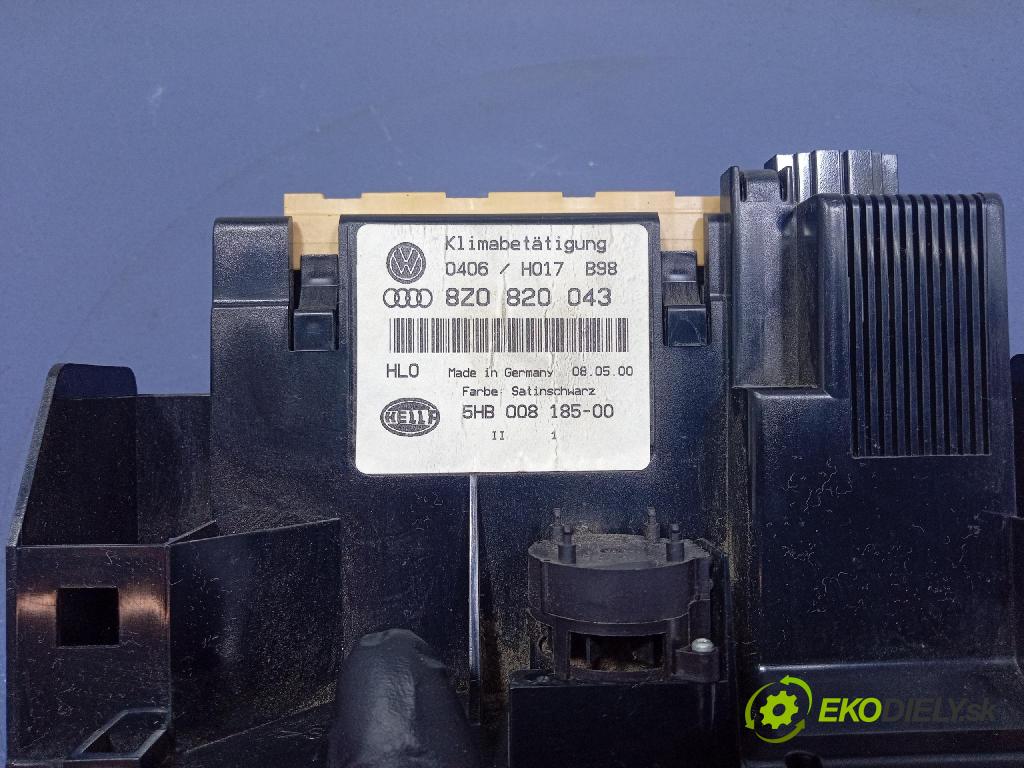 Klimabetätigung
0406 / H017 B98
8Z0 820 043
HLO Made in Germany 08.05.00
Farbe: Satinschwarz
HELLA 5HB 008 185-00
II 1
EKODIELY.sk